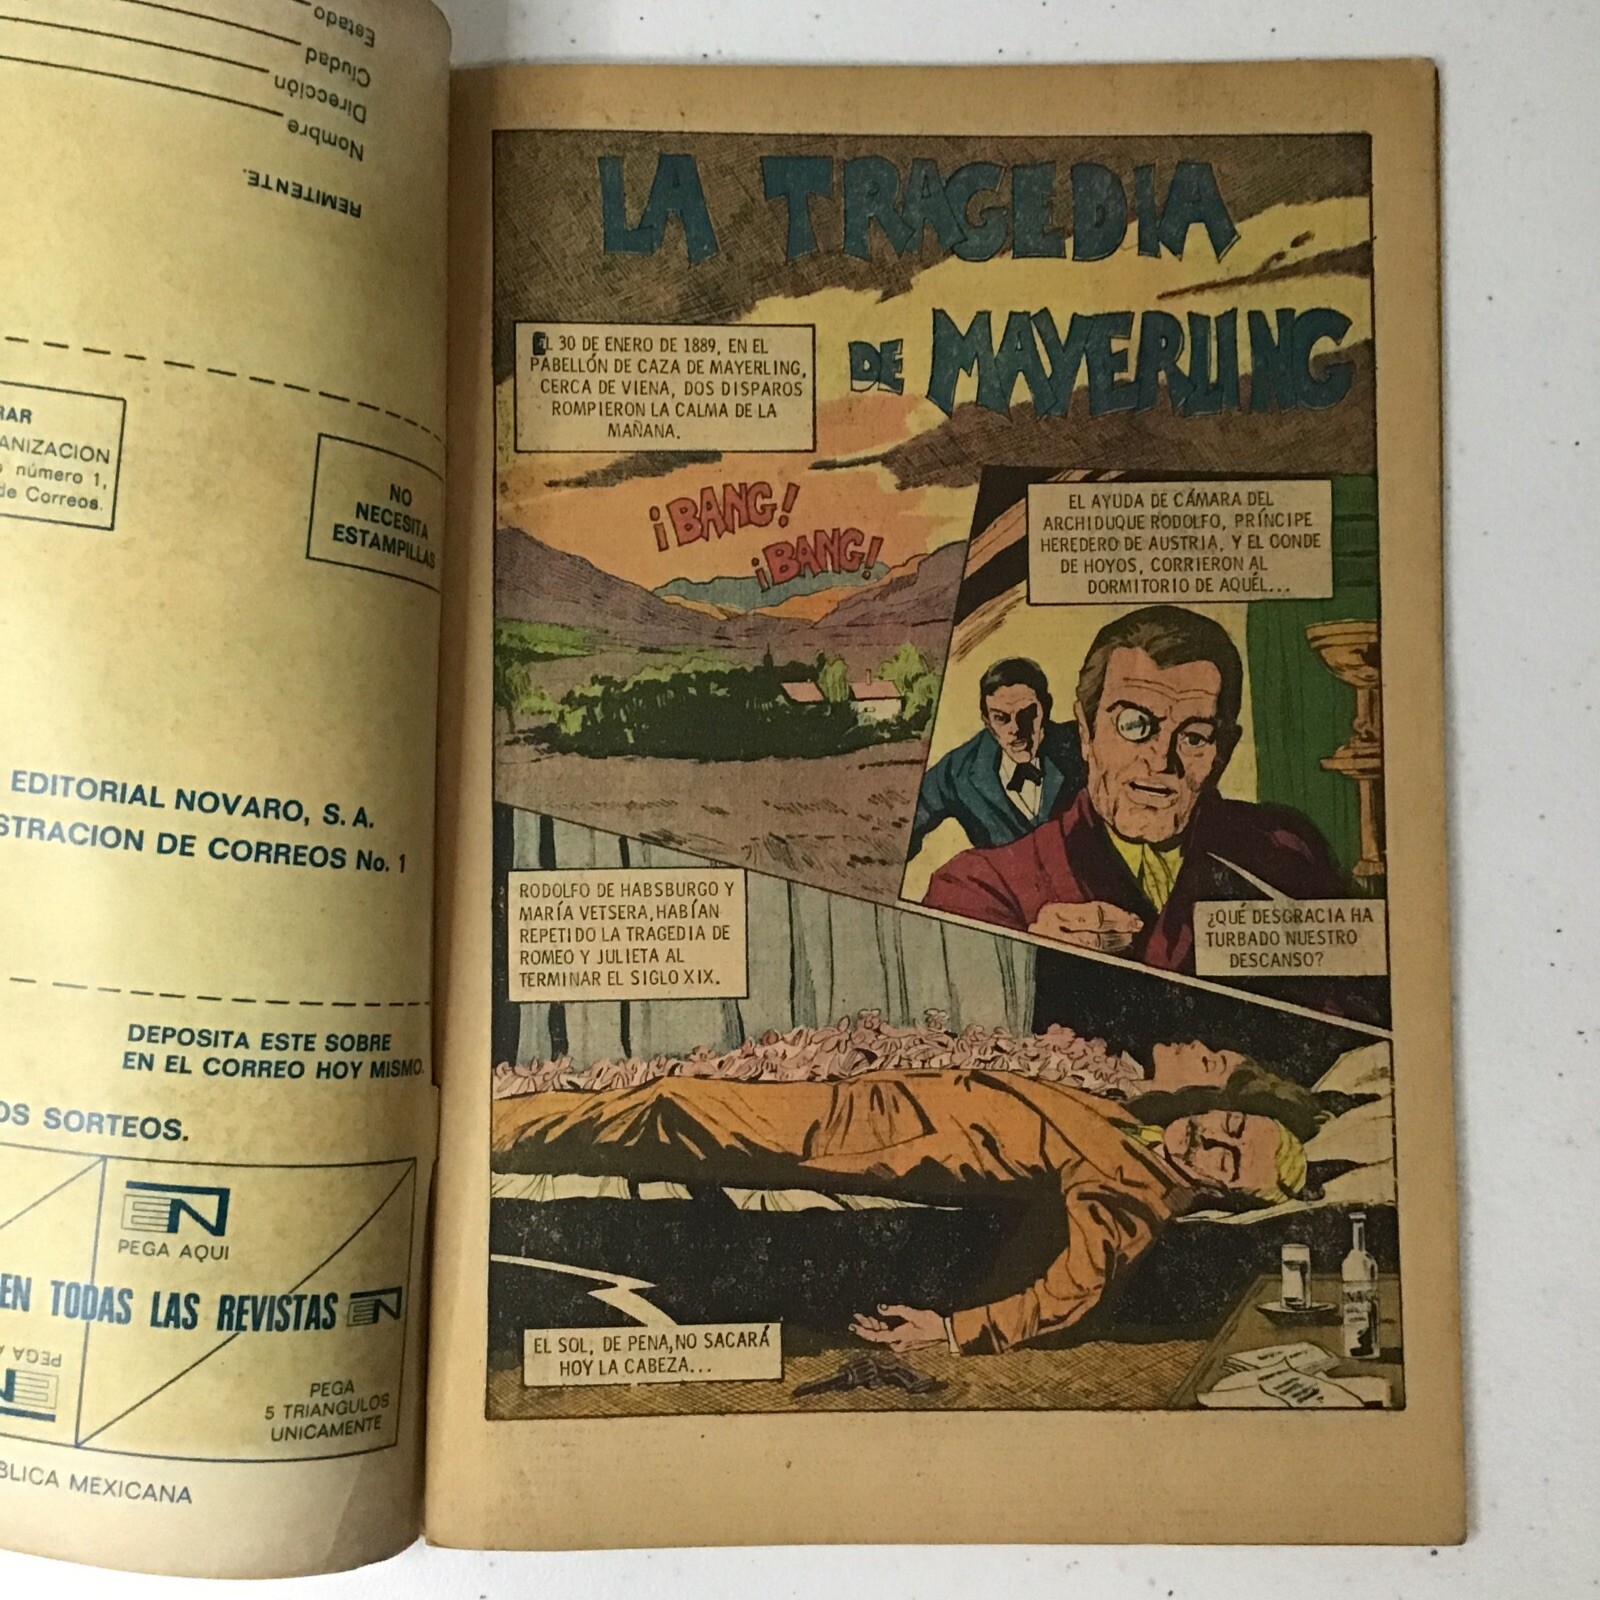 Estado
Ciudad
Dirección
Nombre
REMITENTE.
RAR
ANIZACION
número 1,
de Correos.
NO
NECESITA
ESTAMPILLAS
EDITORIAL NOVARO, S.A.
STRACION DE CORREOS No. 1
DEPOSITA ESTE SOBRE
EN EL CORREO HOY MISMO.
OS SORTEOS.
EN
PEGA AQUI
EN TODAS LAS REVISTAS EN
PEGA A
EN
PEGA
5 TRIANGULOS
UNICAMENTE
BLICA MEXICANA
LA TRAGEDIA
DE MAYERLING
EL 30 DE ENERO DE 1889, EN EL
PABELLÓN DE CAZA DE MAYERLING,
CERCA DE VIENA, DOS DISPAROS
ROMPIERON LA CALMA DE LA
MAÑANA.
¡BANG!
¡BANG!
EL AYUDA DE CÁMARA DEL
ARCHIDUQUE RODOLFO, PRÍNCIPE
HEREDERO DE AUSTRIA, Y EL CONDE
DE HOYOS, CORRIERON AL
DORMITORIO DE AQUÉL...
¿QUÉ DESGRACIA HA
TURBADO NUESTRO
DESCANSO?
RODOLFO DE HABSBURGO Y
MARÍA VETSERA, HABÍAN
REPETIDO LA TRAGEDIA DE
ROMEO Y JULIETA AL
TERMINAR EL SIGLO XIX.
EL SOL, DE PENA, NO SACARÁ
HOY LA CABEZA...